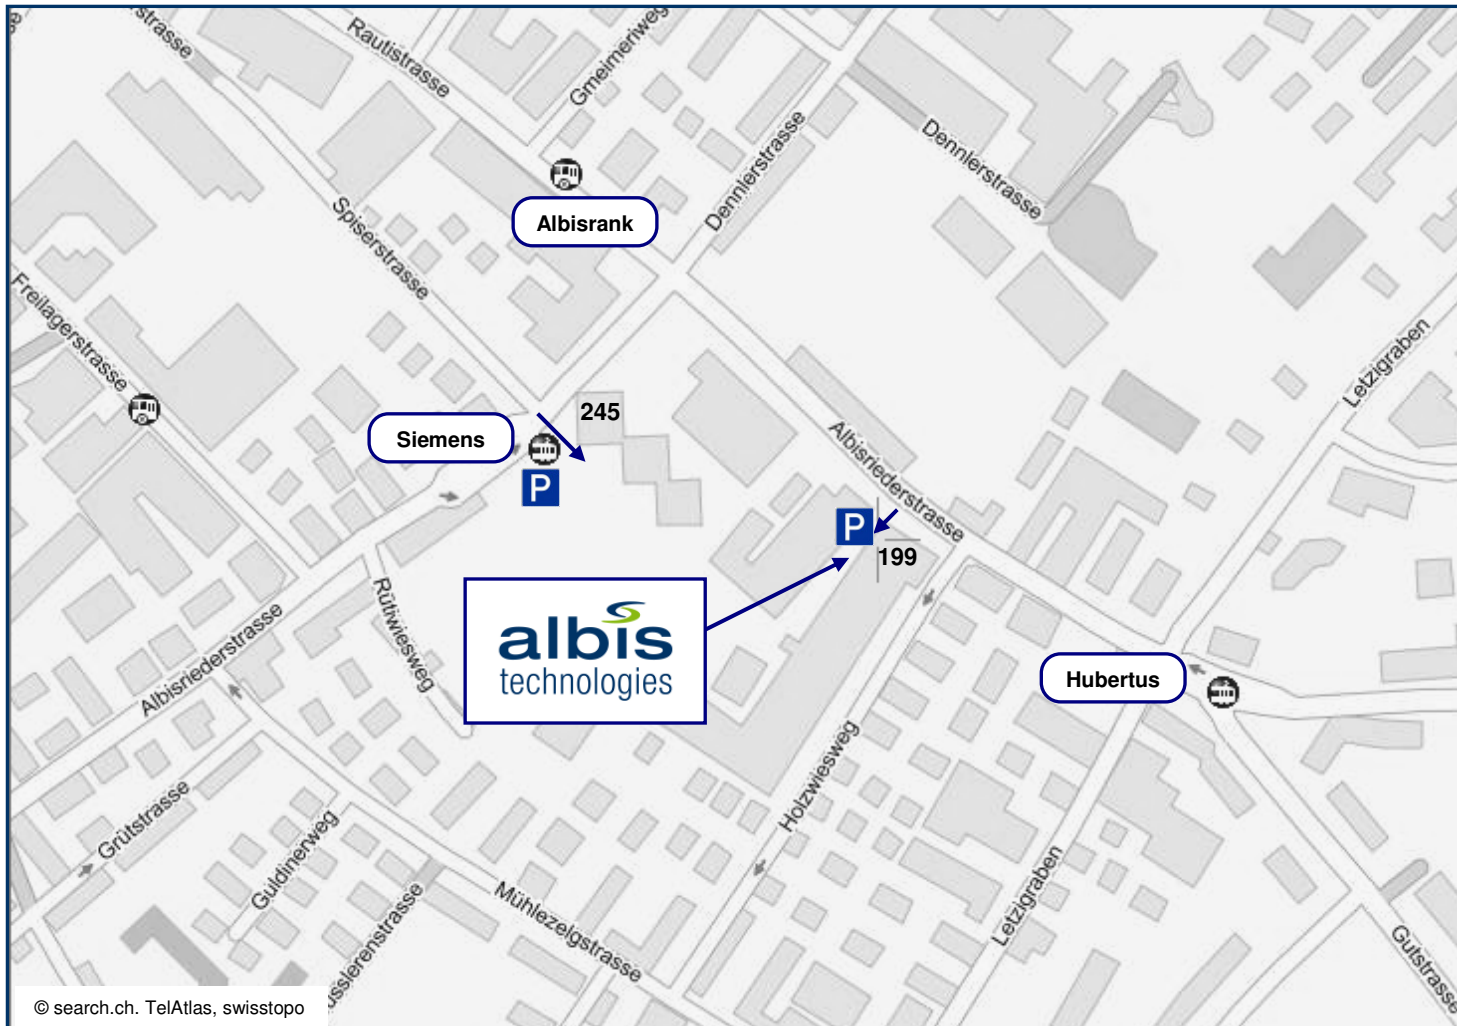 Rautistrasse
Gmeimeriweg
Dennlerstrasse
Dennlerstrasse
Albisrank
Spiserstrasse
Freilagerstrasse
Letzigraben
245
Siemens
P
Albisriederstrasse
P
199
Rütiwiesweg
albis
technologies
Albisriederstrasse
Hubertus
Holzwiesweg
Grütstrasse
Guldinerweg
Mühlezelgstrasse
Letzigraben
Gutstrasse
© search.ch. TelAtlas, swisstopo